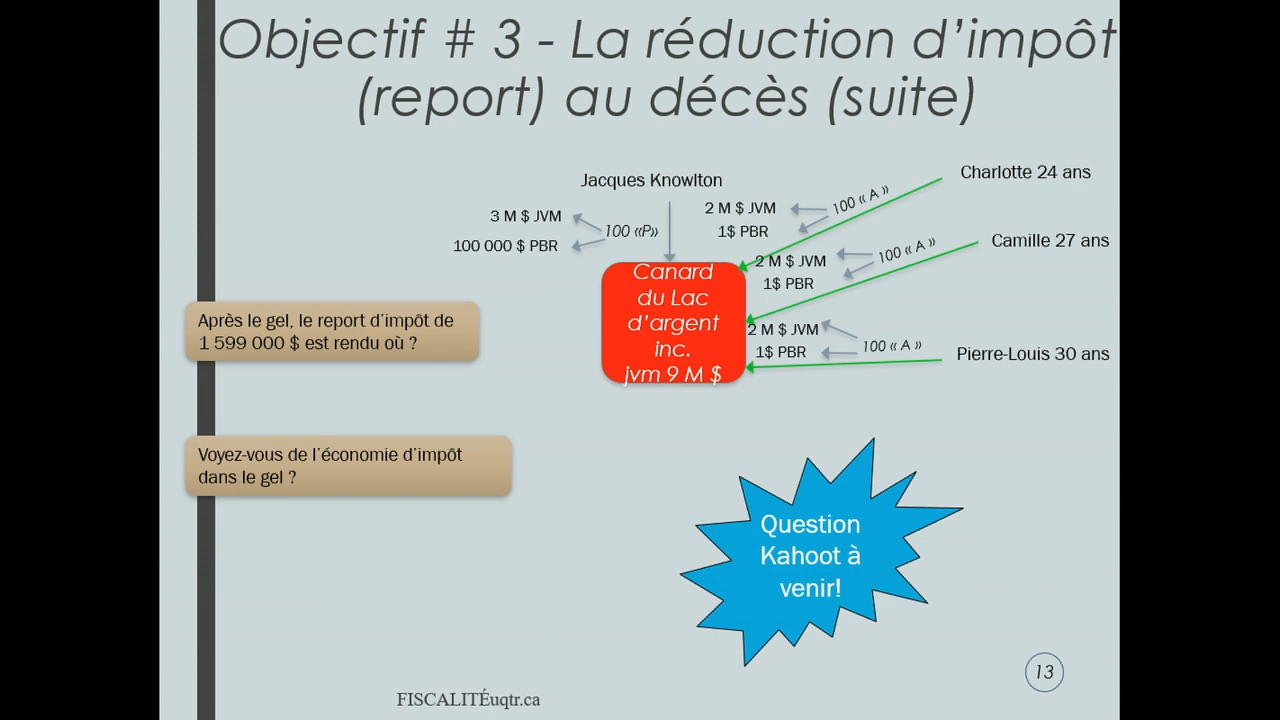 Objectif # 3 - La réduction d’impôt
(report) au décès (suite)
Jacques Knowlton
Charlotte 24 ans
3 M $ JVM
100 000 $ PBR
100 «P»
2 M $ JVM
1$ PBR
100 « A »
Camille 27 ans
2 M $ JVM
1$ PBR
100 « A »
Canard
du Lac
d’argent
inc.
jvm 9 M $
2 M $ JVM
1$ PBR
100 « A »
Pierre-Louis 30 ans
Après le gel, le report d’impôt de
1 599 000 $ est rendu où ?
Voyez-vous de l’économie d’impôt
dans le gel ?
Question
Kahoot à
venir!
13
FISCALITÉuqtr.ca